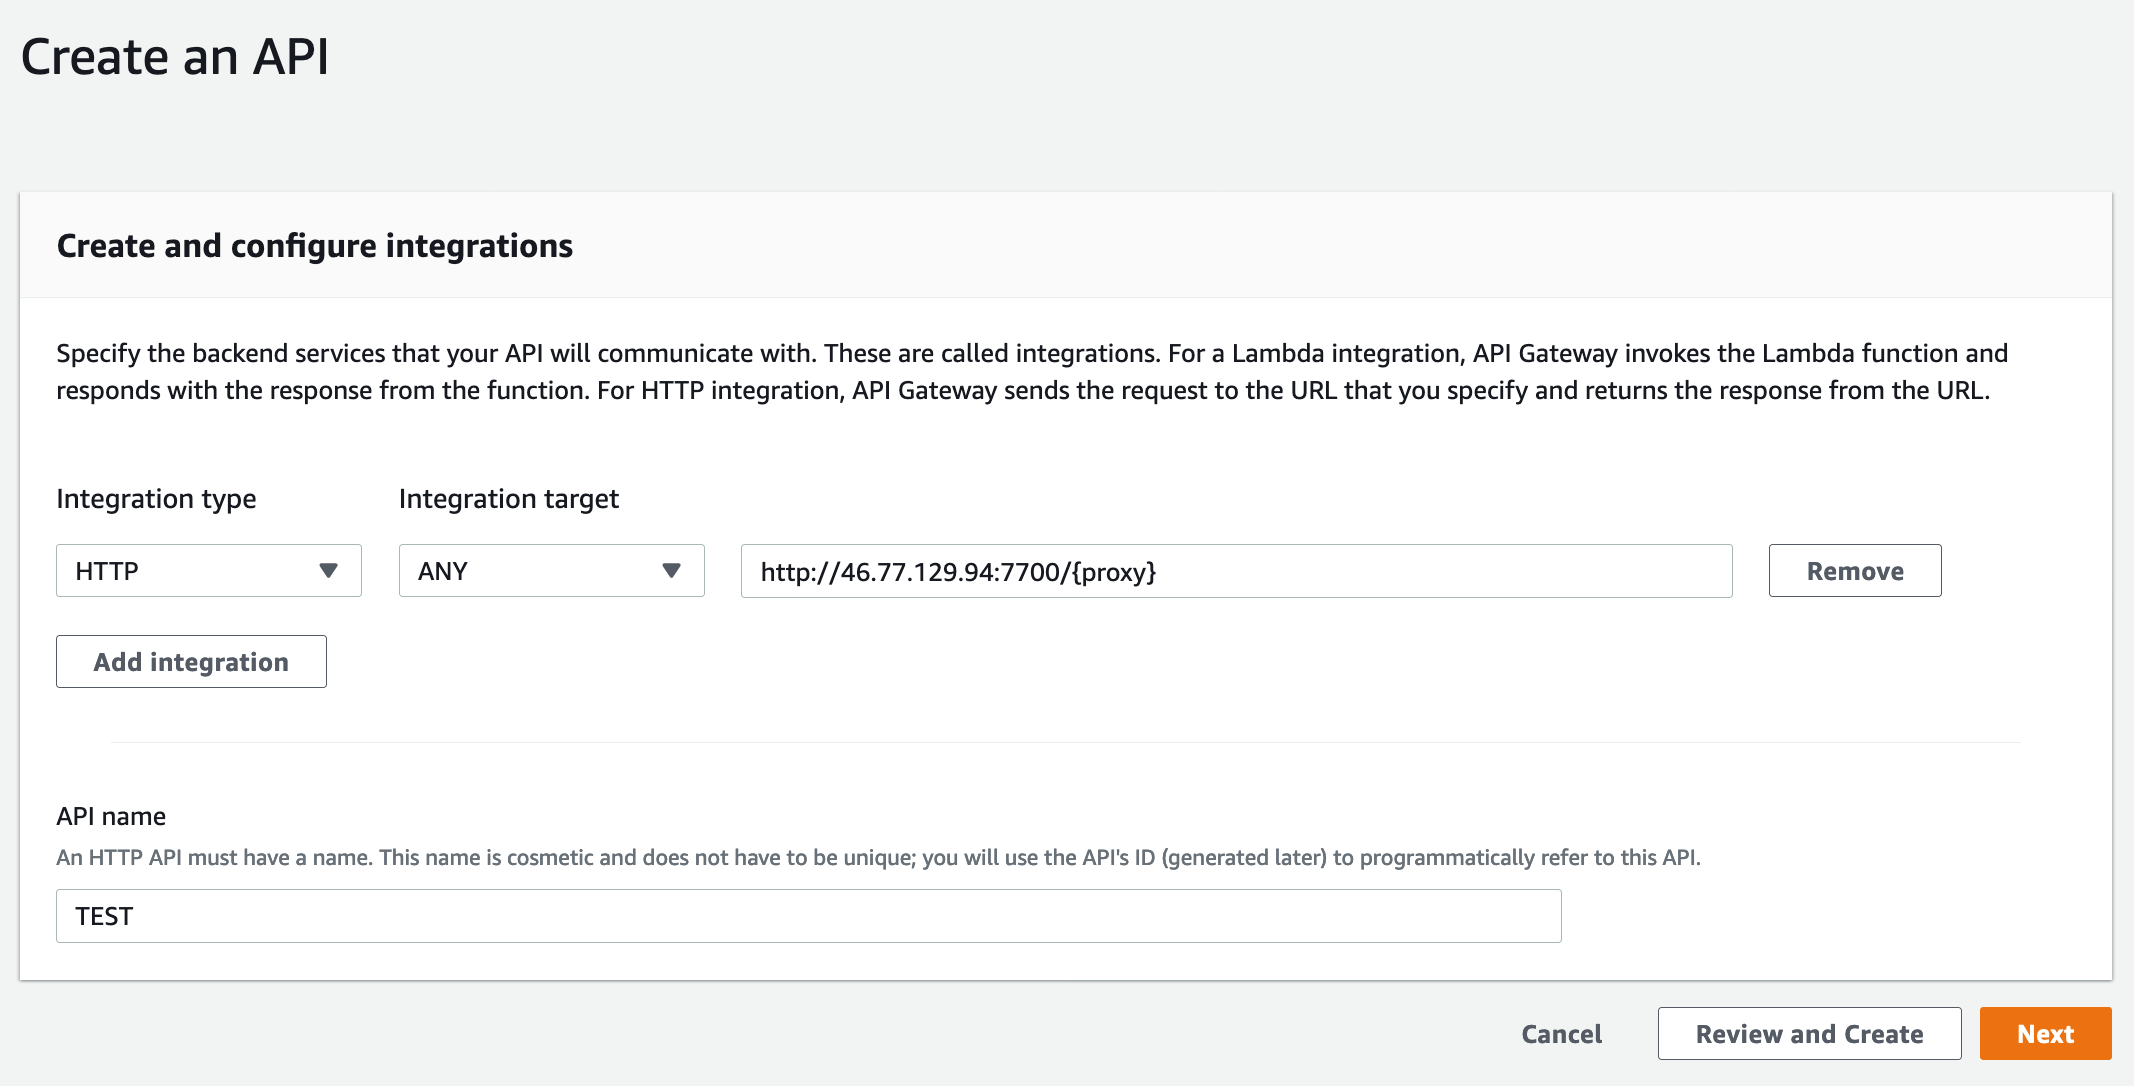 Create an API
Create and configure integrations
Specify the backend services that your API will communicate with. These are called integrations. For a Lambda integration, API Gateway invokes the Lambda function and
responds with the response from the function. For HTTP integration, API Gateway sends the request to the URL that you specify and returns the response from the URL.
Integration type Integration target
HTTP ANY http://46.77.129.94:7700/{proxy} Remove
Add integration
API name
An HTTP API must have a name. This name is cosmetic and does not have to be unique; you will use the API's ID (generated later) to programmatically refer to this API.
TEST
Cancel Review and Create Next